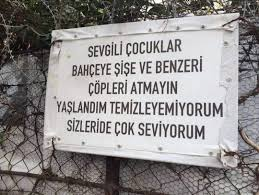 SEVGİLİ ÇOCUKLAR
BAHÇEYE ŞİŞE VE BENZERİ
ÇÖPLERİ ATMAYIN
YAŞLANDIM TEMİZLEYEMİYORUM
SİZLERİDE ÇOK SEVİYORUM